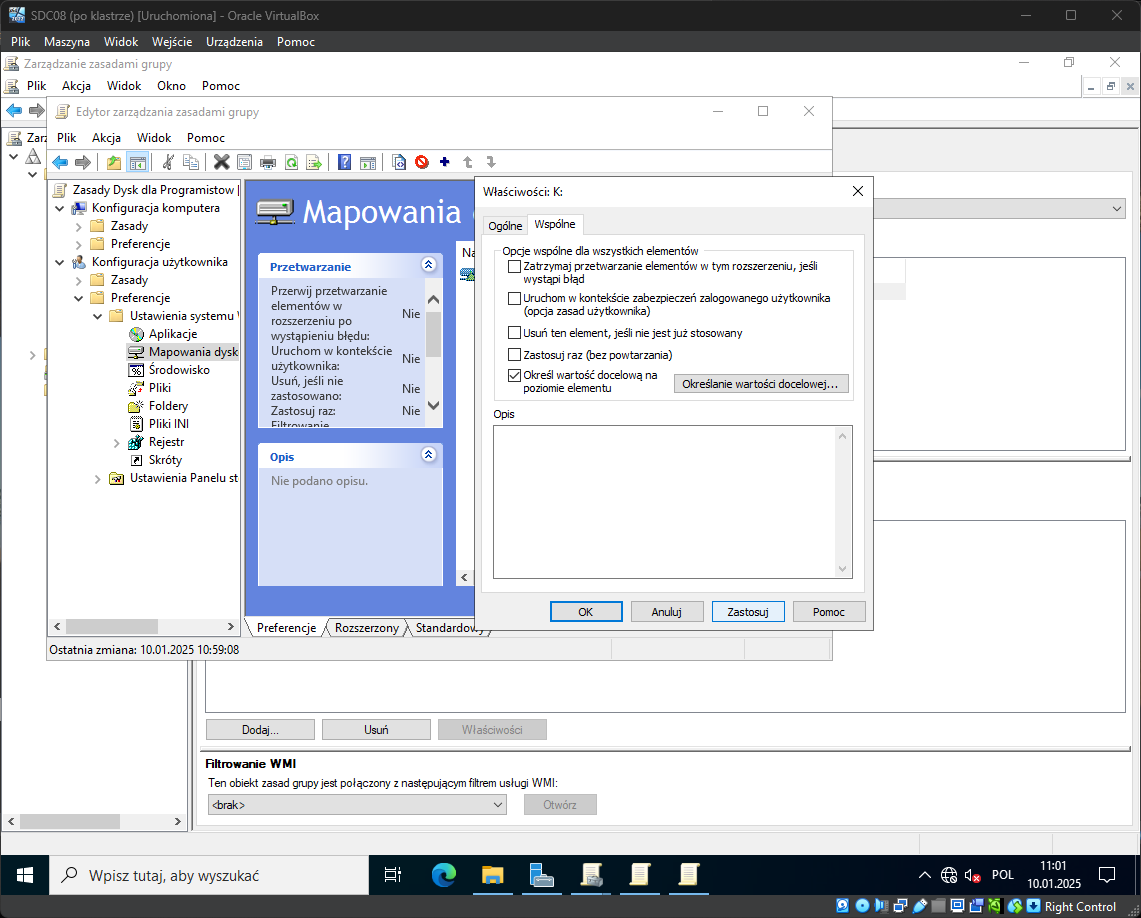 SDC08 (po klastrze) [Uruchomiona] - Oracle VirtualBox
Plik Maszyna Widok Wejście Urządzenia Pomoc
Zarządzanie zasadami grupy
Plik Akcja Widok Okno Pomoc
Edytor zarządzania zasadami grupy
Plik Akcja Widok Pomoc
Zarz
Zasady Dysk dla Programistow
Konfiguracja komputera
Zasady
Preferencje
Konfiguracja użytkownika
Zasady
Preferencje
Ustawienia systemu
Aplikacje
Mapowania dysk
Środowisko
Pliki
Foldery
Pliki INI
Rejestr
Skróty
Ustawienia Panelu st
Mapowania
Przetwarzanie
Przerwij przetwarzanie
elementów w
rozszerzeniu po
wystąpieniu błędu: Nie
Uruchom w kontekście
użytkownika: Nie
Usuń, jeśli nie
zastosowano: Nie
Zastosuj raz: Nie
Filtrowanie
Opis
Nie podano opisu.
Na
Preferencje Rozszerzony Standardowy
Ostatnia zmiana: 10.01.2025 10:59:08
Właściwości: K:
Ogólne Wspólne
Opcje wspólne dla wszystkich elementów
Zatrzymaj przetwarzanie elementów w tym rozszerzeniu, jeśli
wystąpi błąd
Uruchom w kontekście zabezpieczeń zalogowanego użytkownika
(opcja zasad użytkownika)
Usuń ten element, jeśli nie jest już stosowany
Zastosuj raz (bez powtarzania)
Określ wartość docelową na
poziomie elementu
Określanie wartości docelowej...
Opis
OK Anuluj Zastosuj Pomoc
Dodaj... Usuń Właściwości
Filtrowanie WMI
Ten obiekt zasad grupy jest połączony z następującym filtrem usługi WMI:
<brak> Otwórz
Wpisz tutaj, aby wyszukać
POL
11:01
10.01.2025
Right Control